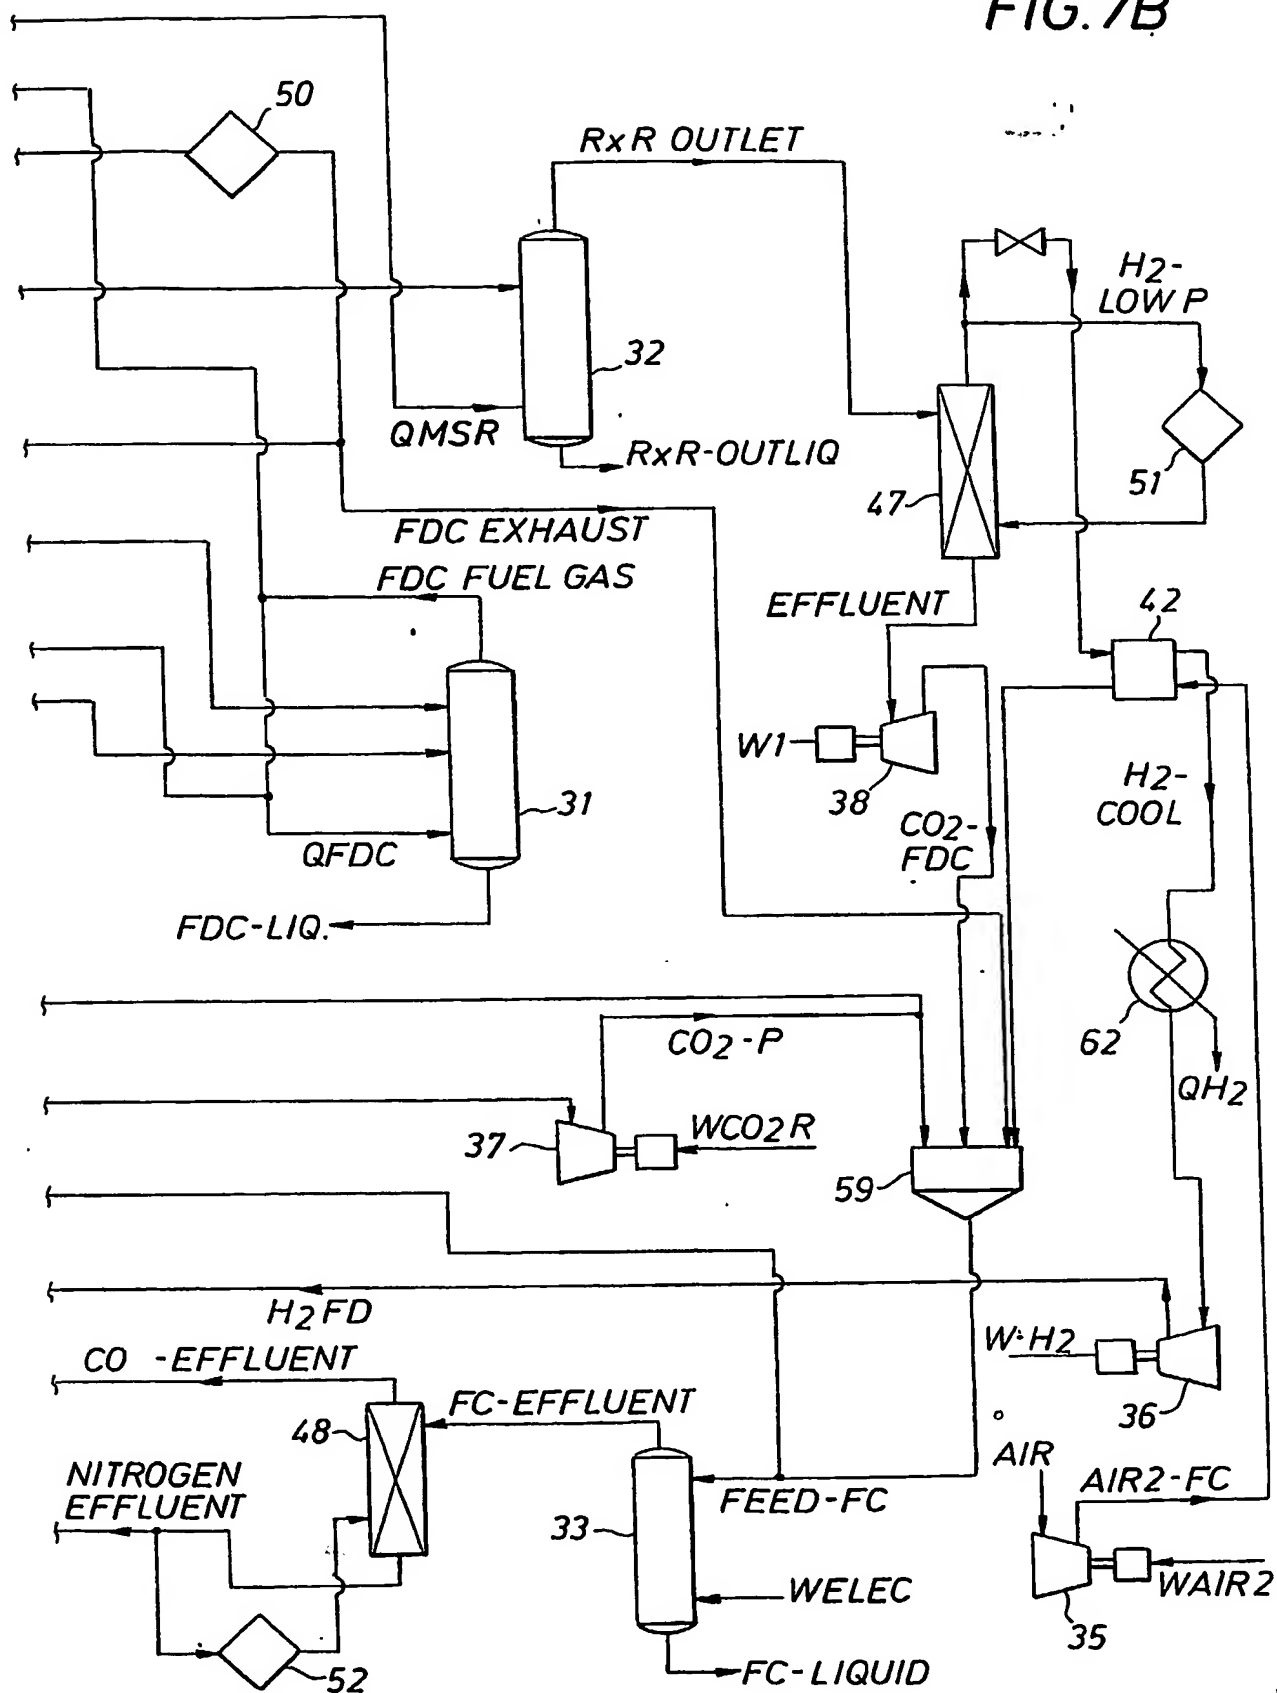 FIG. 7B
50
RxR OUTLET
H2-
LOW P
32
QMSR
RxR-OUTLIQ
51
47
FDC EXHAUST
FDC FUEL GAS
EFFLUENT
42
W1
38
H2-
COOL
31
CO2-
FDC
QFDC
FDC-LIQ.
62
CO2-P
QH2
37
WCO2R
59
H2FD
W·H2
CO -EFFLUENT
FC-EFFLUENT
36
48
AIR
NITROGEN
EFFLUENT
FEED-FC
AIR2-FC
33
WELEC
WAIR2
35
52
FC-LIQUID